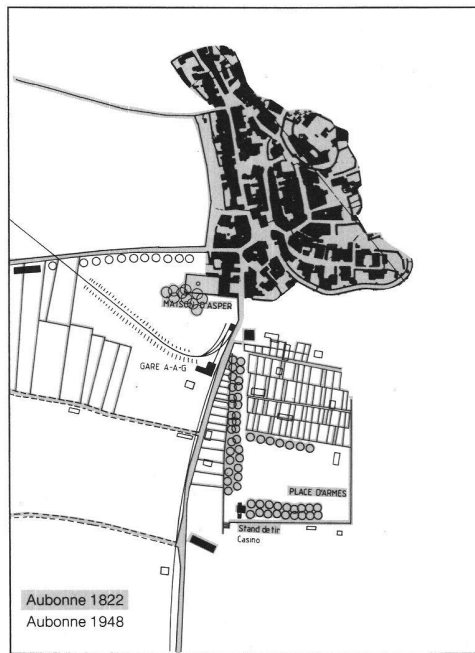 MAISON D'ASPER
GARE A-A-G
PLACE D'ARMES
Stand de tir
Casino
Aubonne 1822
Aubonne 1948